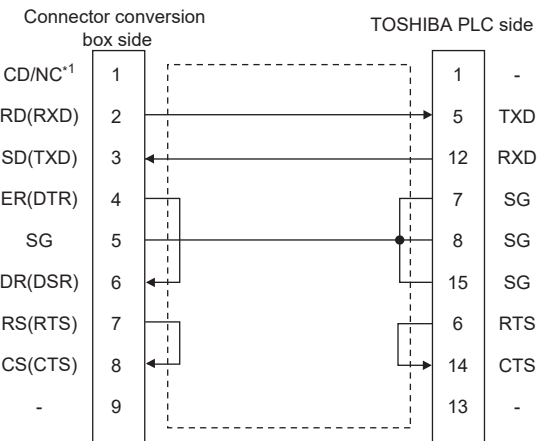 Connector conversion
box side
TOSHIBA PLC side
CD/NC*1 1 1 -
RD(RXD) 2 5 TXD
SD(TXD) 3 12 RXD
ER(DTR) 4 7 SG
SG 5 8 SG
DR(DSR) 6 15 SG
RS(RTS) 7 6 RTS
CS(CTS) 8 14 CTS
- 9 13 -